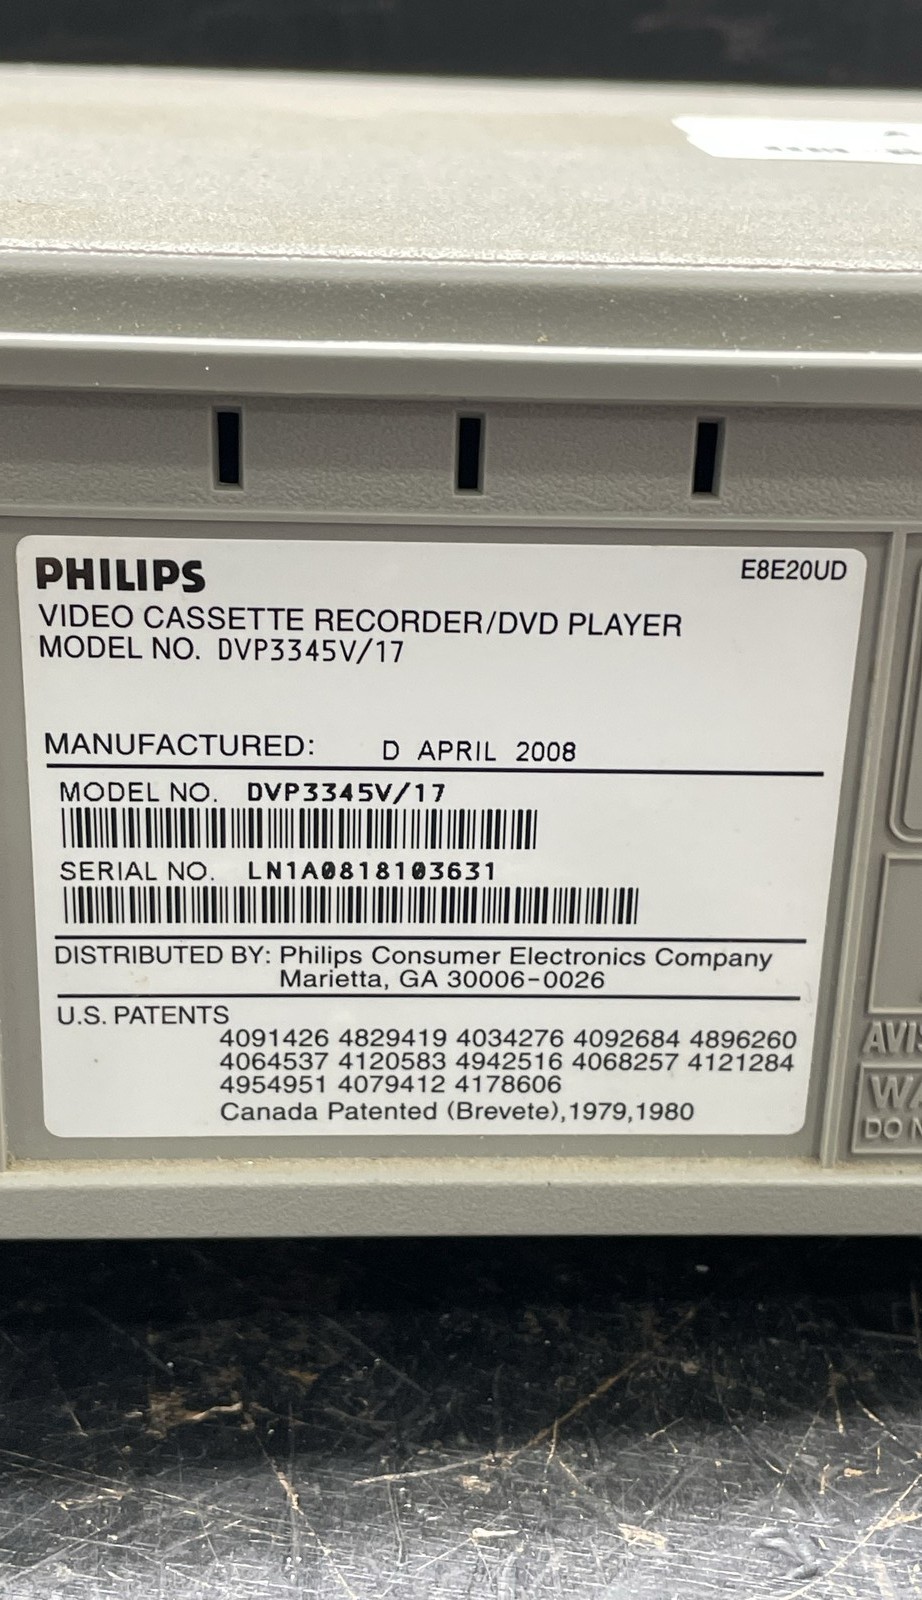 PHILIPS
E8E20UD
VIDEO CASSETTE RECORDER/DVD PLAYER
MODEL NO. DVP3345V/17
MANUFACTURED: D APRIL 2008
MODEL NO. DVP3345V/17
SERIAL NO. LN1A0818103631
DISTRIBUTED BY: Philips Consumer Electronics Company
Marietta, GA 30006-0026
U.S. PATENTS
4091426 4829419 4034276 4092684 4896260
4064537 4120583 4942516 4068257 4121284
4954951 4079412 4178606
Canada Patented (Brevete),1979,1980
DO